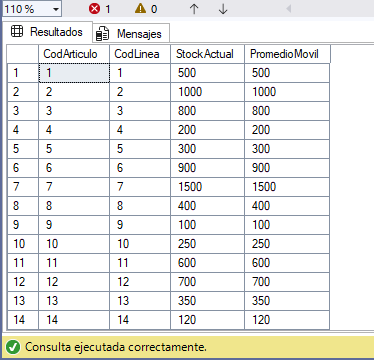 110 % 1 0
Resultados Mensajes
CodArticulo CodLinea StockActual PromedioMovil
1 1 1 500 500
2 2 2 1000 1000
3 3 3 800 800
4 4 4 200 200
5 5 5 300 300
6 6 6 900 900
7 7 7 1500 1500
8 8 8 400 400
9 9 9 100 100
10 10 10 250 250
11 11 11 600 600
12 12 12 700 700
13 13 13 350 350
14 14 14 120 120
Consulta ejecutada correctamente.